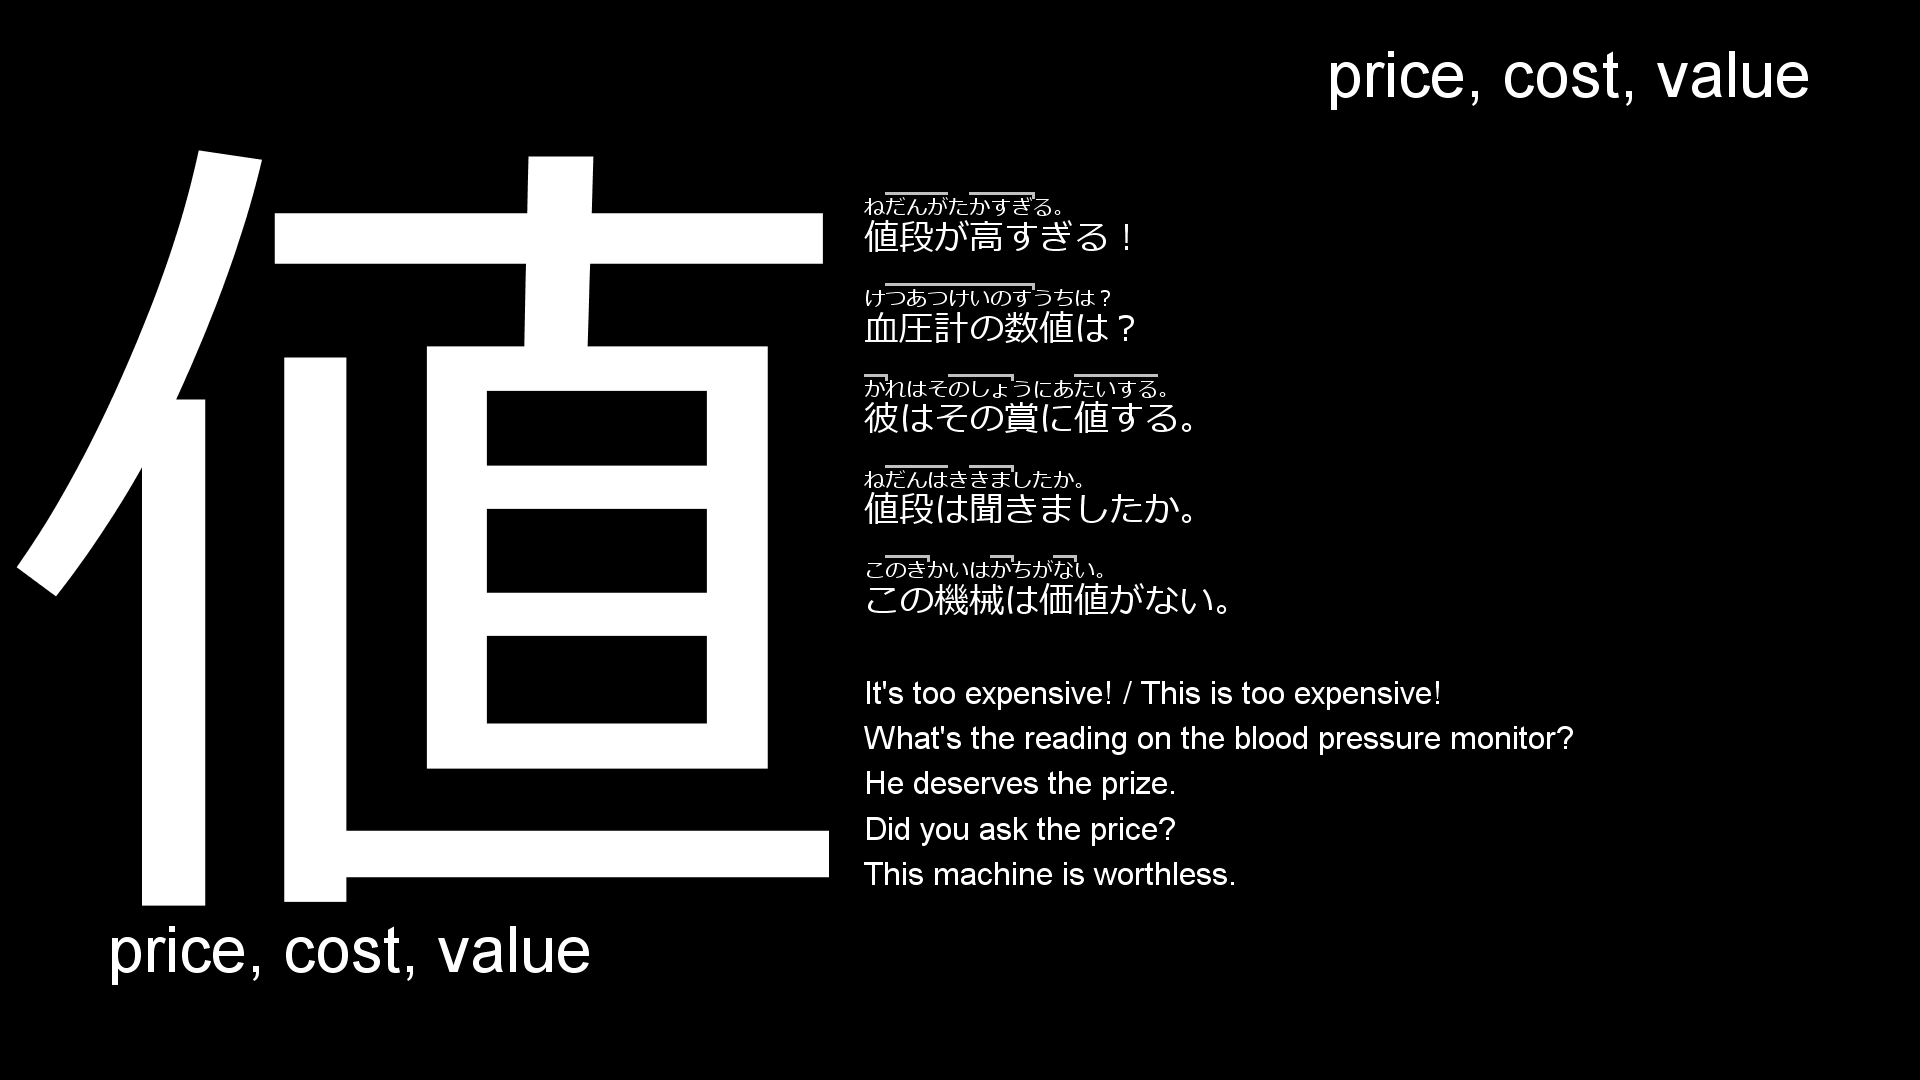 price, cost, value
値
ねだんがたかすぎる。
値段が高すぎる！
けつあつけいのすうちは？
血圧計の数値は？
かれはそのしょうにあたいする。
彼はその賞に値する。
ねだんはききましたか。
値段は聞きましたか。
このきかいはかちがない。
この機械は価値がない。
It's too expensive! / This is too expensive!
What's the reading on the blood pressure monitor?
He deserves the prize.
Did you ask the price?
This machine is worthless.
price, cost, value